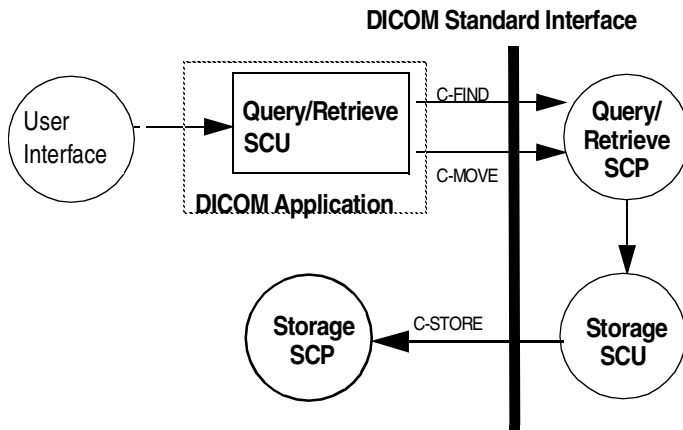 DICOM Standard Interface
User
Interface
Query/Retrieve
SCU
DICOM Application
C-FIND
C-MOVE
Query/
Retrieve
SCP
Storage
SCP
C-STORE
Storage
SCU